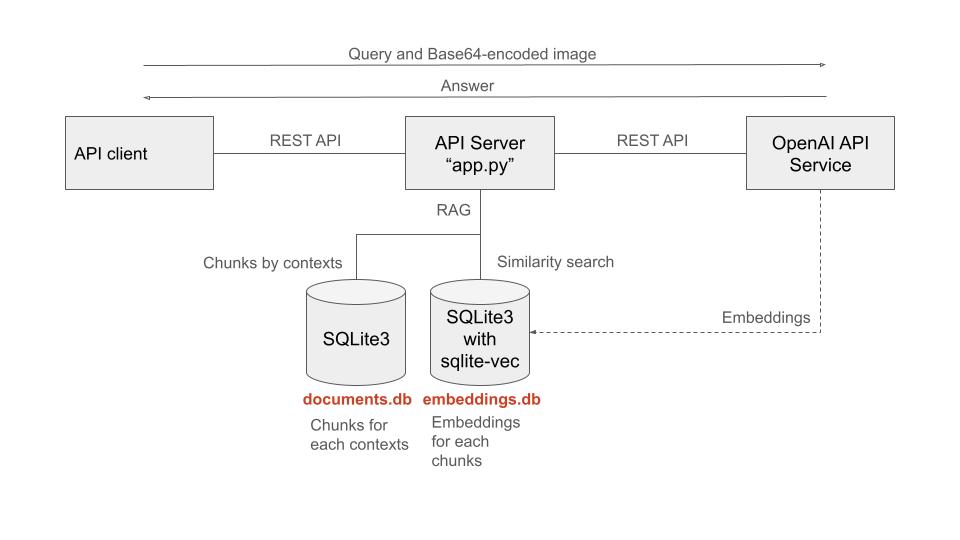 Query and Base64-encoded image
Answer
API client
REST API
API Server
“app.py”
REST API
OpenAI API
Service
RAG
Chunks by contexts
Similarity search
SQLite3
SQLite3
with
sqlite-vec
Embeddings
documents.db
embeddings.db
Chunks for
each contexts
Embeddings
for each
chunks